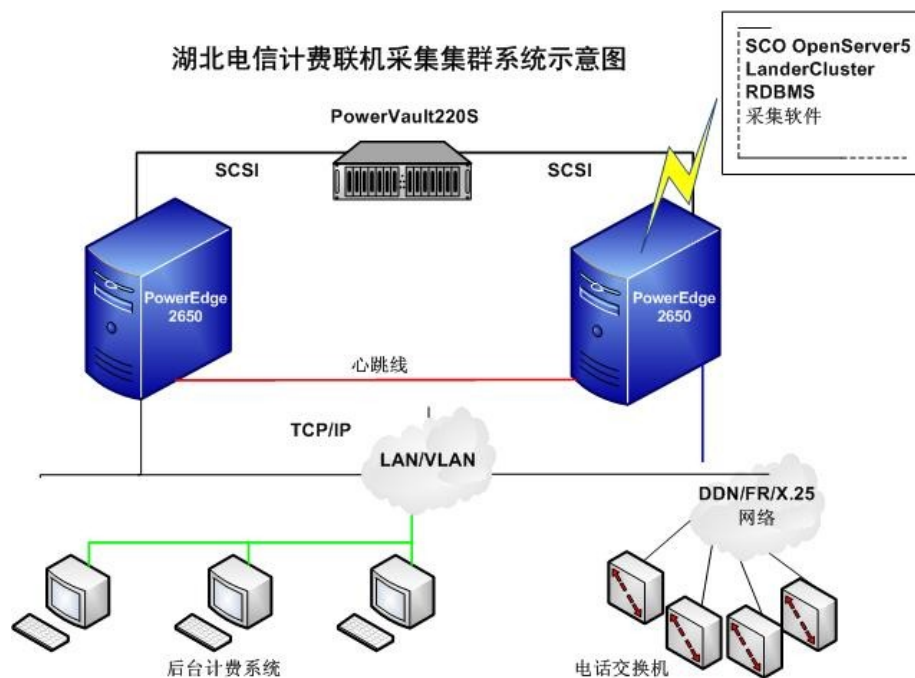 湖北电信计费联机采集集群系统示意图
SCO OpenServer5
LanderCluster
RDBMS
采集软件
PowerVault220S
SCSI
SCSI
PowerEdge
2650
PowerEdge
2650
心跳线
TCP/IP
LAN/VLAN
DDN/FR/X.25
网络
后台计费系统
电话交换机